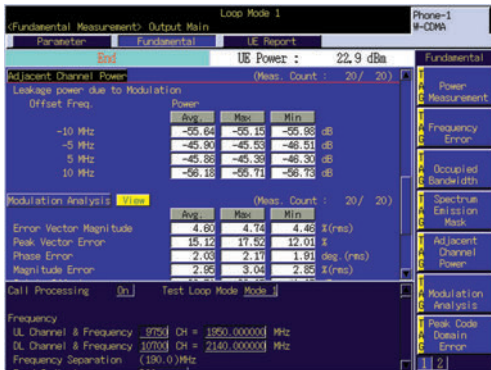 Loop Mode 1
Phone-1
<Fundamental Measurement> Output Main
W-CDMA
Parameter Fundamental UE Report
End UE Power : 22.9 dBm Fundamental
Adjacent Channel Power (Meas. Count : 20/ 20)
Leakage power due to Modulation
Offset Freq. Power
Avg. Max Min
-10 MHz -55.64 -55.15 -55.98 dB
-5 MHz -45.90 -45.53 -46.51 dB
5 MHz -45.86 -45.39 -46.30 dB
10 MHz -56.18 -55.71 -56.73 dB
Modulation Analysis View (Meas. Count : 20/ 20)
Avg. Max Min
Error Vector Magnitude 4.60 4.74 4.46 %(rms)
Peak Vector Error 15.12 17.52 12.01 %
Phase Error 2.03 2.17 1.91 deg.(rms)
Magnitude Error 2.95 3.04 2.85 %(rms)
Call Processing On Test Loop Mode Mode 1
Frequency
UL Channel & Frequency 9750 CH = 1950.000000 MHz
DL Channel & Frequency 10700 CH = 2140.000000 MHz
Frequency Separation (190.0)MHz
TAG Power Measurement
TAG Frequency Error
TAG Occupied Bandwidth
TAG Spectrum Emission Mask
TAG Adjacent Channel Power
TAG Modulation Analysis
TAG Peak Code Domain Error
1 2